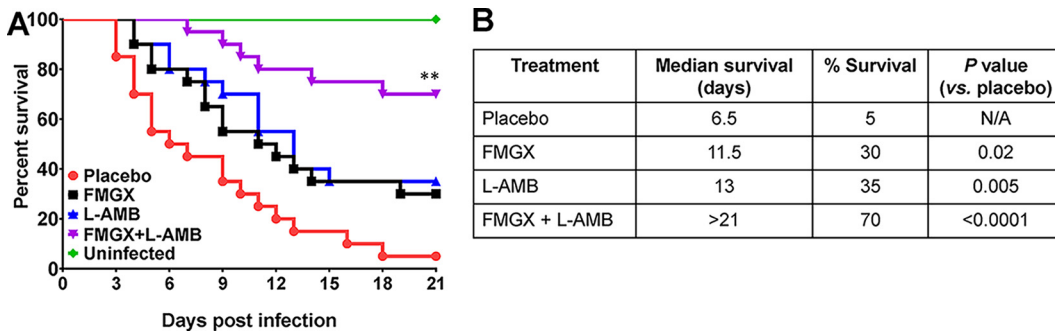 A
Percent survival
100
80
60
40
20
0
**
Placebo
FMGX
L-AMB
FMGX+L-AMB
Uninfected
0 3 6 9 12 15 18 21
Days post infection
B
Treatment Median survival (days) % Survival P value (vs. placebo)
Placebo 6.5 5 N/A
FMGX 11.5 30 0.02
L-AMB 13 35 0.005
FMGX + L-AMB >21 70 <0.0001